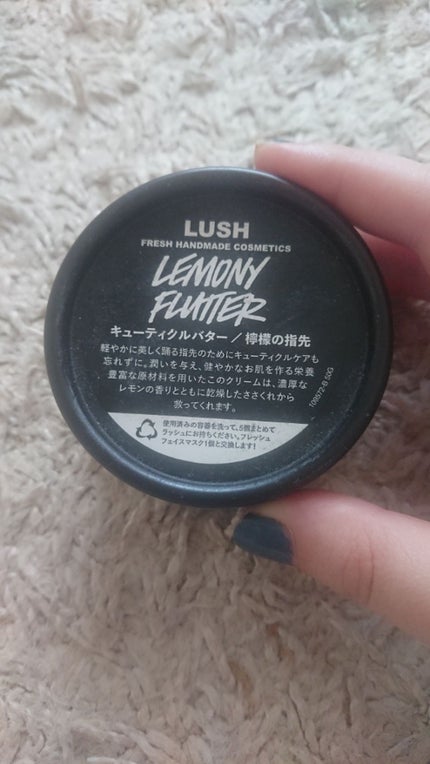 LUSH
FRESH HANDMADE COSMETICS
LEMONY
FLUTTER
キューティクルバター／檸檬の指先
軽やかに美しく踊る指先のためにキューティクルケアも
忘れずに。潤いを与え、健やかなお肌を作る栄養
豊富な原材料を用いたこのクリームは、濃厚な
レモンの香りとともに乾燥したささくれから
救ってくれます。
109572-B 50G
使用済みの容器を洗って、5個まとめて
ラッシュにお持ちください。フレッシュ
フェイスマスク1個と交換します!